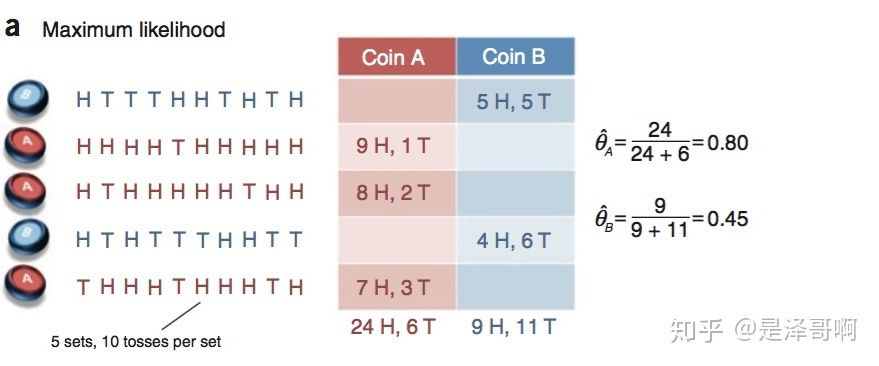 a Maximum likelihood
Coin A Coin B
B H T T T H H T H T H 5 H, 5 T
A H H H H T H H H H H 9 H, 1 T
A H T H H H H H T H H 8 H, 2 T
B H T H T T T H H T T 4 H, 6 T
A T H H H T H H H T H 7 H, 3 T
24 H, 6 T 9 H, 11 T
5 sets, 10 tosses per set
θ̂A = 24 / (24 + 6) = 0.80
θ̂B = 9 / (9 + 11) = 0.45
知乎 @是泽哥啊